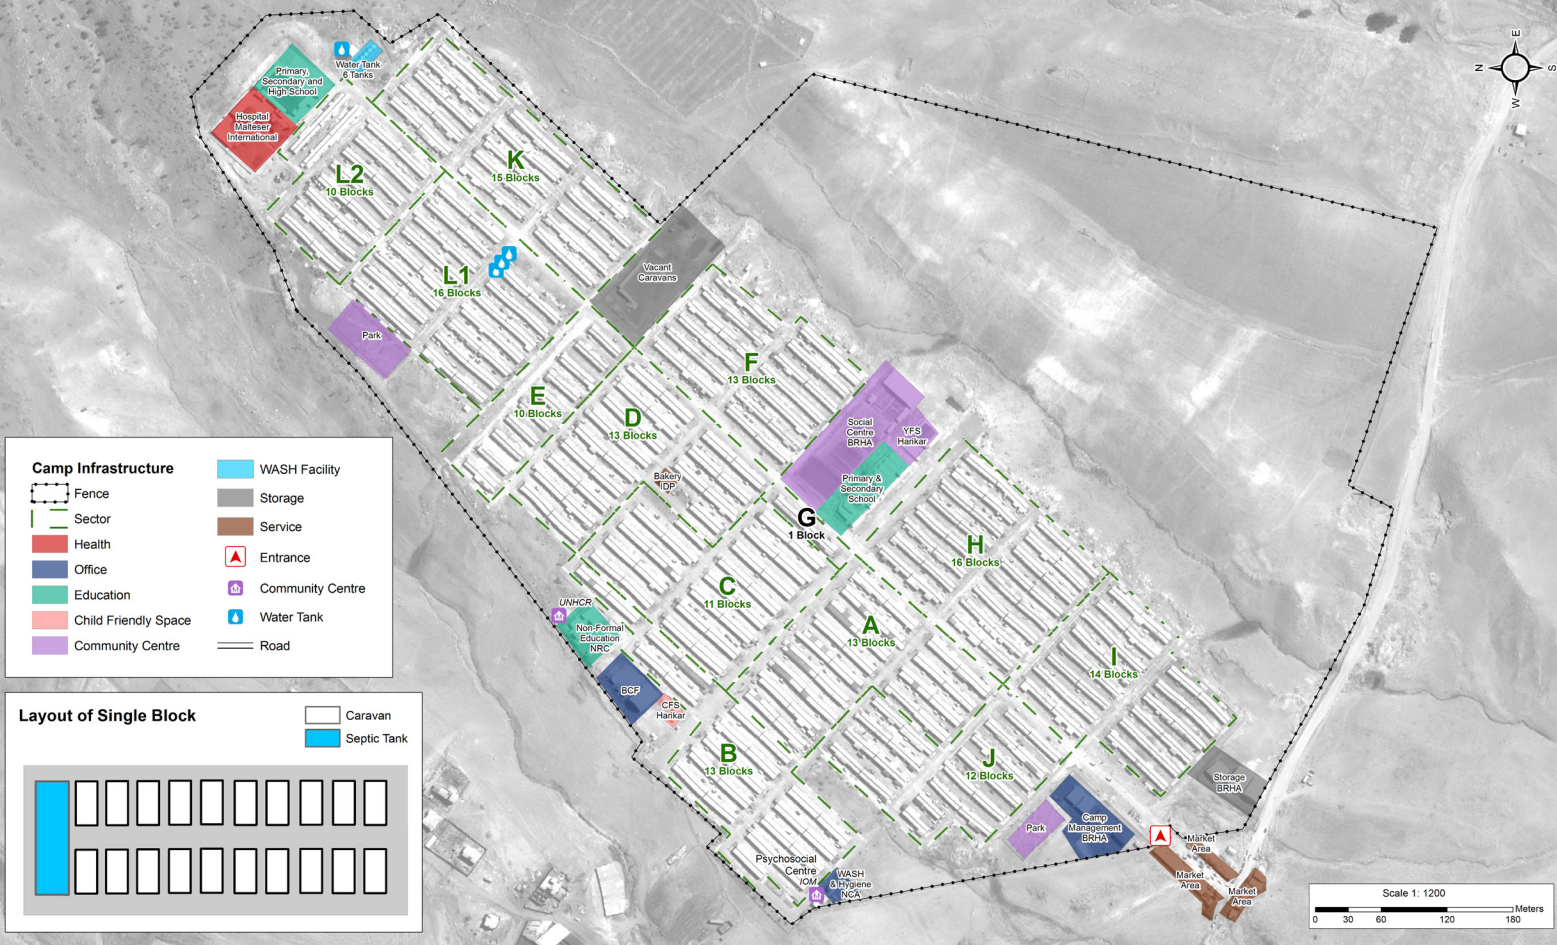 E
N
S
W
Primary,
Secondary and
High School
Water Tank
6 Tanks
Hospital
Malteser
International
K
15 Blocks
L2
10 Blocks
L1
16 Blocks
Vacant
Caravans
Park
F
13 Blocks
E
10 Blocks
D
13 Blocks
Social
Centre
BRHA
YFS
Harikar
Bakery
IDP
Primary &
Secondary
School
G
1 Block
H
16 Blocks
C
11 Blocks
UNHCR
Non-Formal
Education
NRC
A
13 Blocks
I
14 Blocks
BCF
CFS
Harikar
B
13 Blocks
J
12 Blocks
Storage
BRHA
Park
Camp
Management
BRHA
Market
Area
Market
Area
Market
Area
Psychosocial
Centre
IOM
WASH
& Hygiene
NCA
Camp Infrastructure
Fence
Sector
Health
Office
Education
Child Friendly Space
Community Centre
WASH Facility
Storage
Service
Entrance
Community Centre
Water Tank
Road
Layout of Single Block
Caravan
Septic Tank
Scale 1: 1200
Meters
0 30 60 120 180